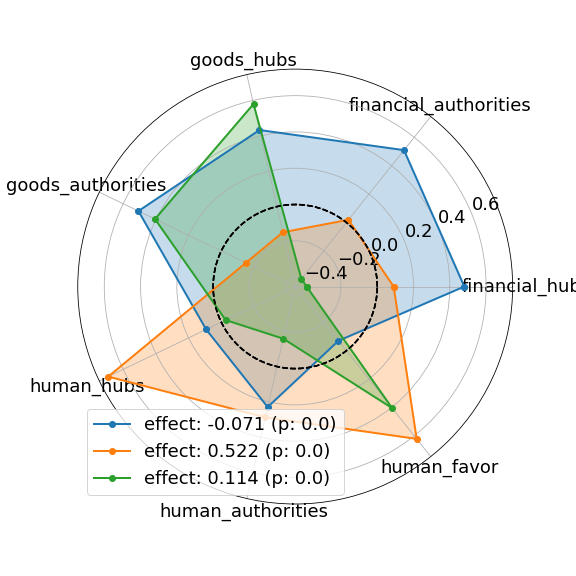 goods_hubs
financial_authorities
goods_authorities
0.6
0.4
0.2
0.0
−0.2
−0.4
financial_hub
human_hubs
effect: -0.071 (p: 0.0)
effect: 0.522 (p: 0.0)
effect: 0.114 (p: 0.0)
human_favor
human_authorities